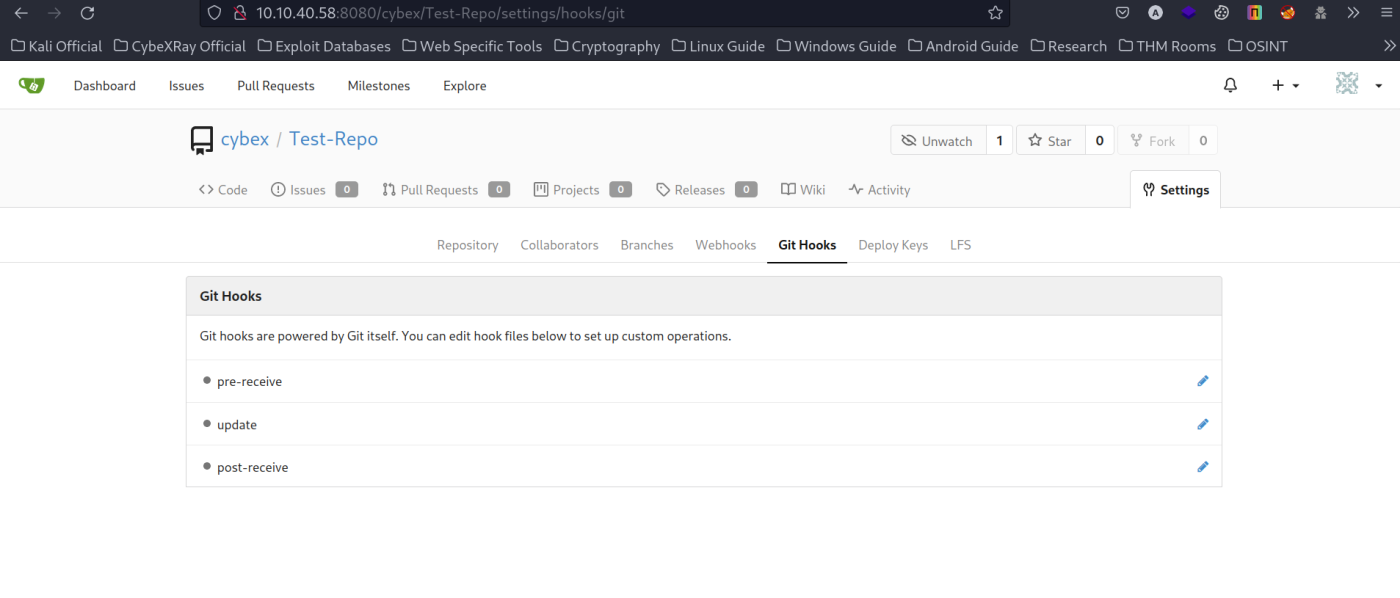 10.10.40.58:8080/cybex/Test-Repo/settings/hooks/git
Kali Official CybeXRay Official Exploit Databases Web Specific Tools Cryptography Linux Guide Windows Guide Android Guide Research THM Rooms OSINT
Dashboard Issues Pull Requests Milestones Explore
cybex / Test-Repo Unwatch 1 Star 0 Fork 0
Code Issues 0 Pull Requests 0 Projects 0 Releases 0 Wiki Activity Settings
Repository Collaborators Branches Webhooks Git Hooks Deploy Keys LFS
Git Hooks
Git hooks are powered by Git itself. You can edit hook files below to set up custom operations.
pre-receive
update
post-receive